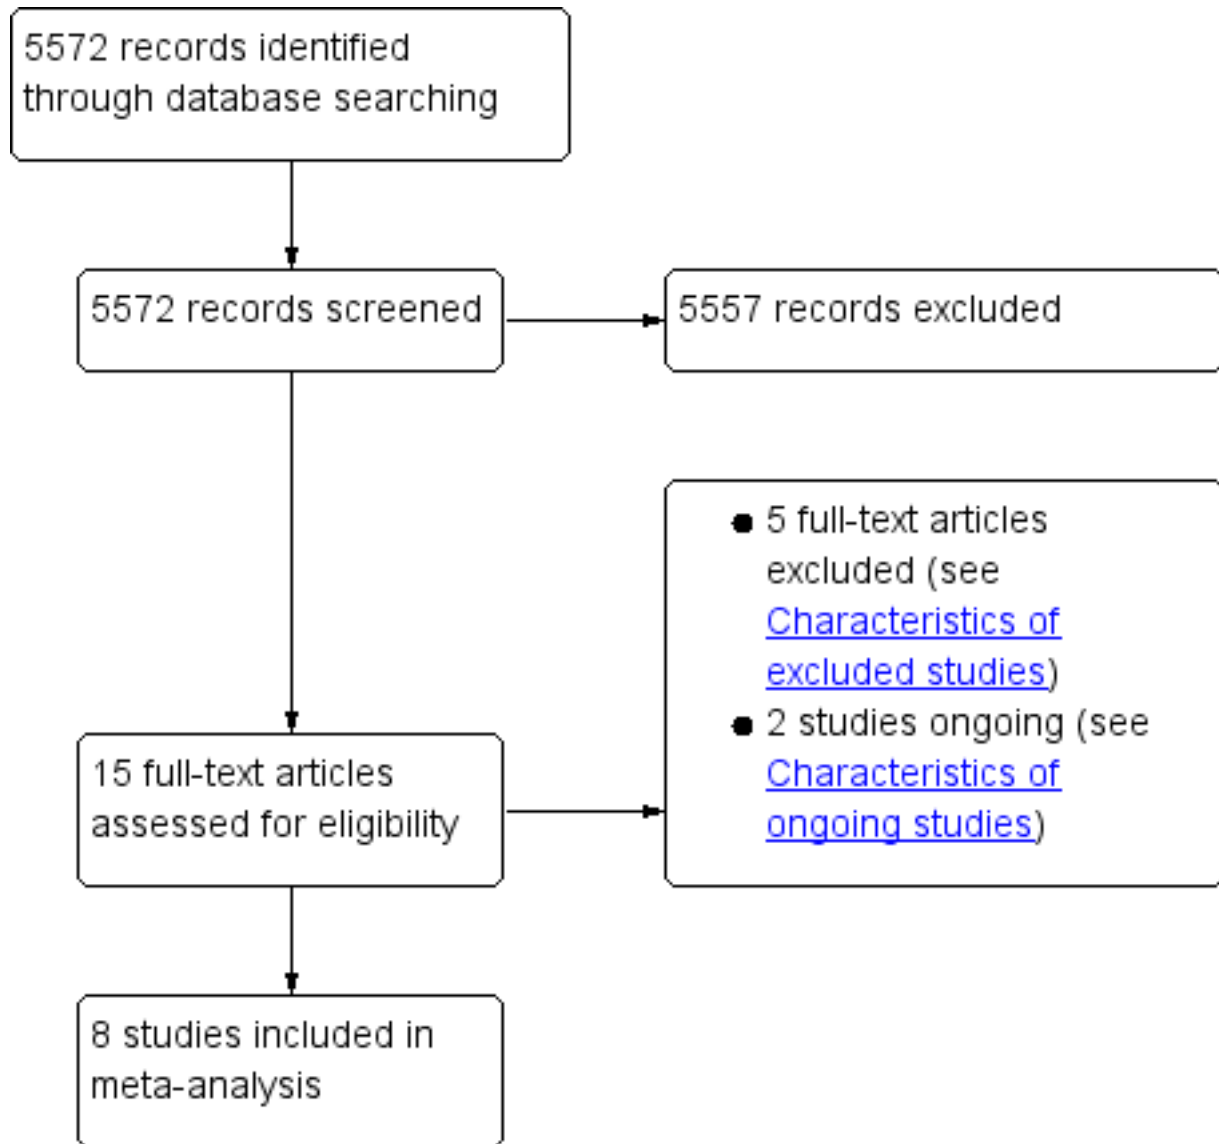 5572 records identified
through database searching
5572 records screened
5557 records excluded
● 5 full-text articles
excluded (see
Characteristics of
excluded studies)
● 2 studies ongoing (see
Characteristics of
ongoing studies)
15 full-text articles
assessed for eligibility
8 studies included in
meta-analysis